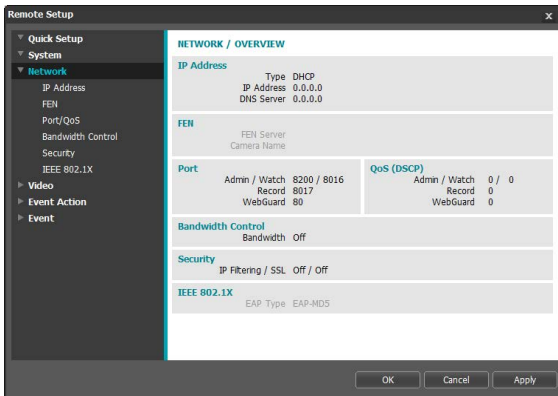 Remote Setup x
Quick Setup
System
Network
IP Address
FEN
Port/QoS
Bandwidth Control
Security
IEEE 802.1X
Video
Event Action
Event
NETWORK / OVERVIEW
IP Address
Type DHCP
IP Address 0.0.0.0
DNS Server 0.0.0.0
FEN
FEN Server
Camera Name
Port
Admin / Watch 8200 / 8016
Record 8017
WebGuard 80
QoS (DSCP)
Admin / Watch 0 / 0
Record 0
WebGuard 0
Bandwidth Control
Bandwidth Off
Security
IP Filtering / SSL Off / Off
IEEE 802.1X
EAP Type EAP-MD5
OK Cancel Apply